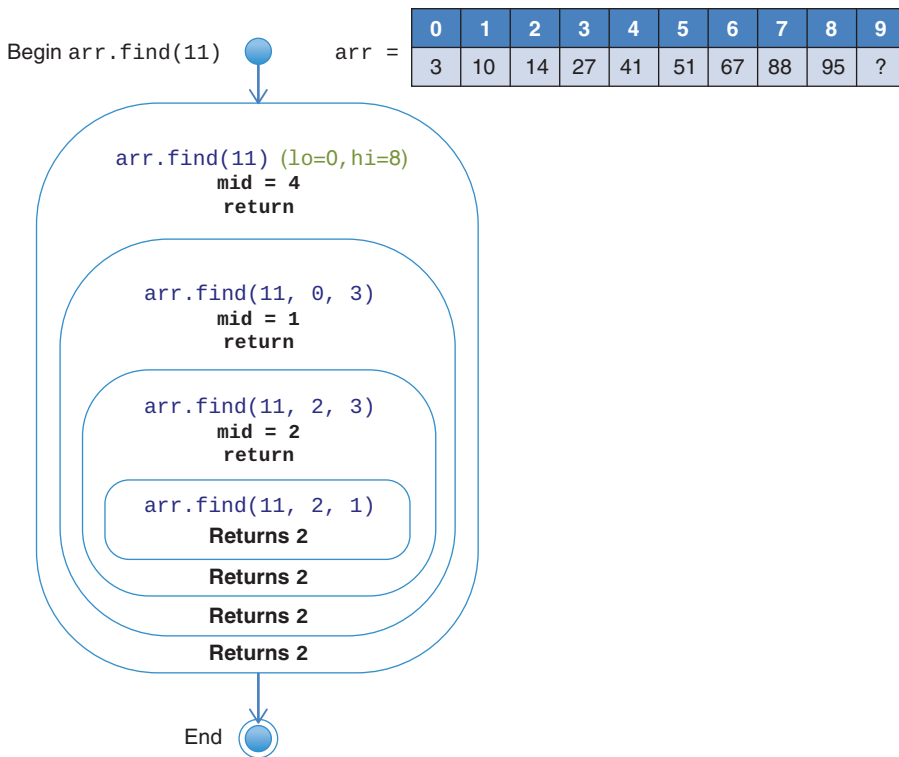 0 1 2 3 4 5 6 7 8 9
Begin arr.find(11) arr = 3 10 14 27 41 51 67 88 95 ?
arr.find(11) (lo=0,hi=8)
mid = 4
return
arr.find(11, 0, 3)
mid = 1
return
arr.find(11, 2, 3)
mid = 2
return
arr.find(11, 2, 1)
Returns 2
Returns 2
Returns 2
Returns 2
End